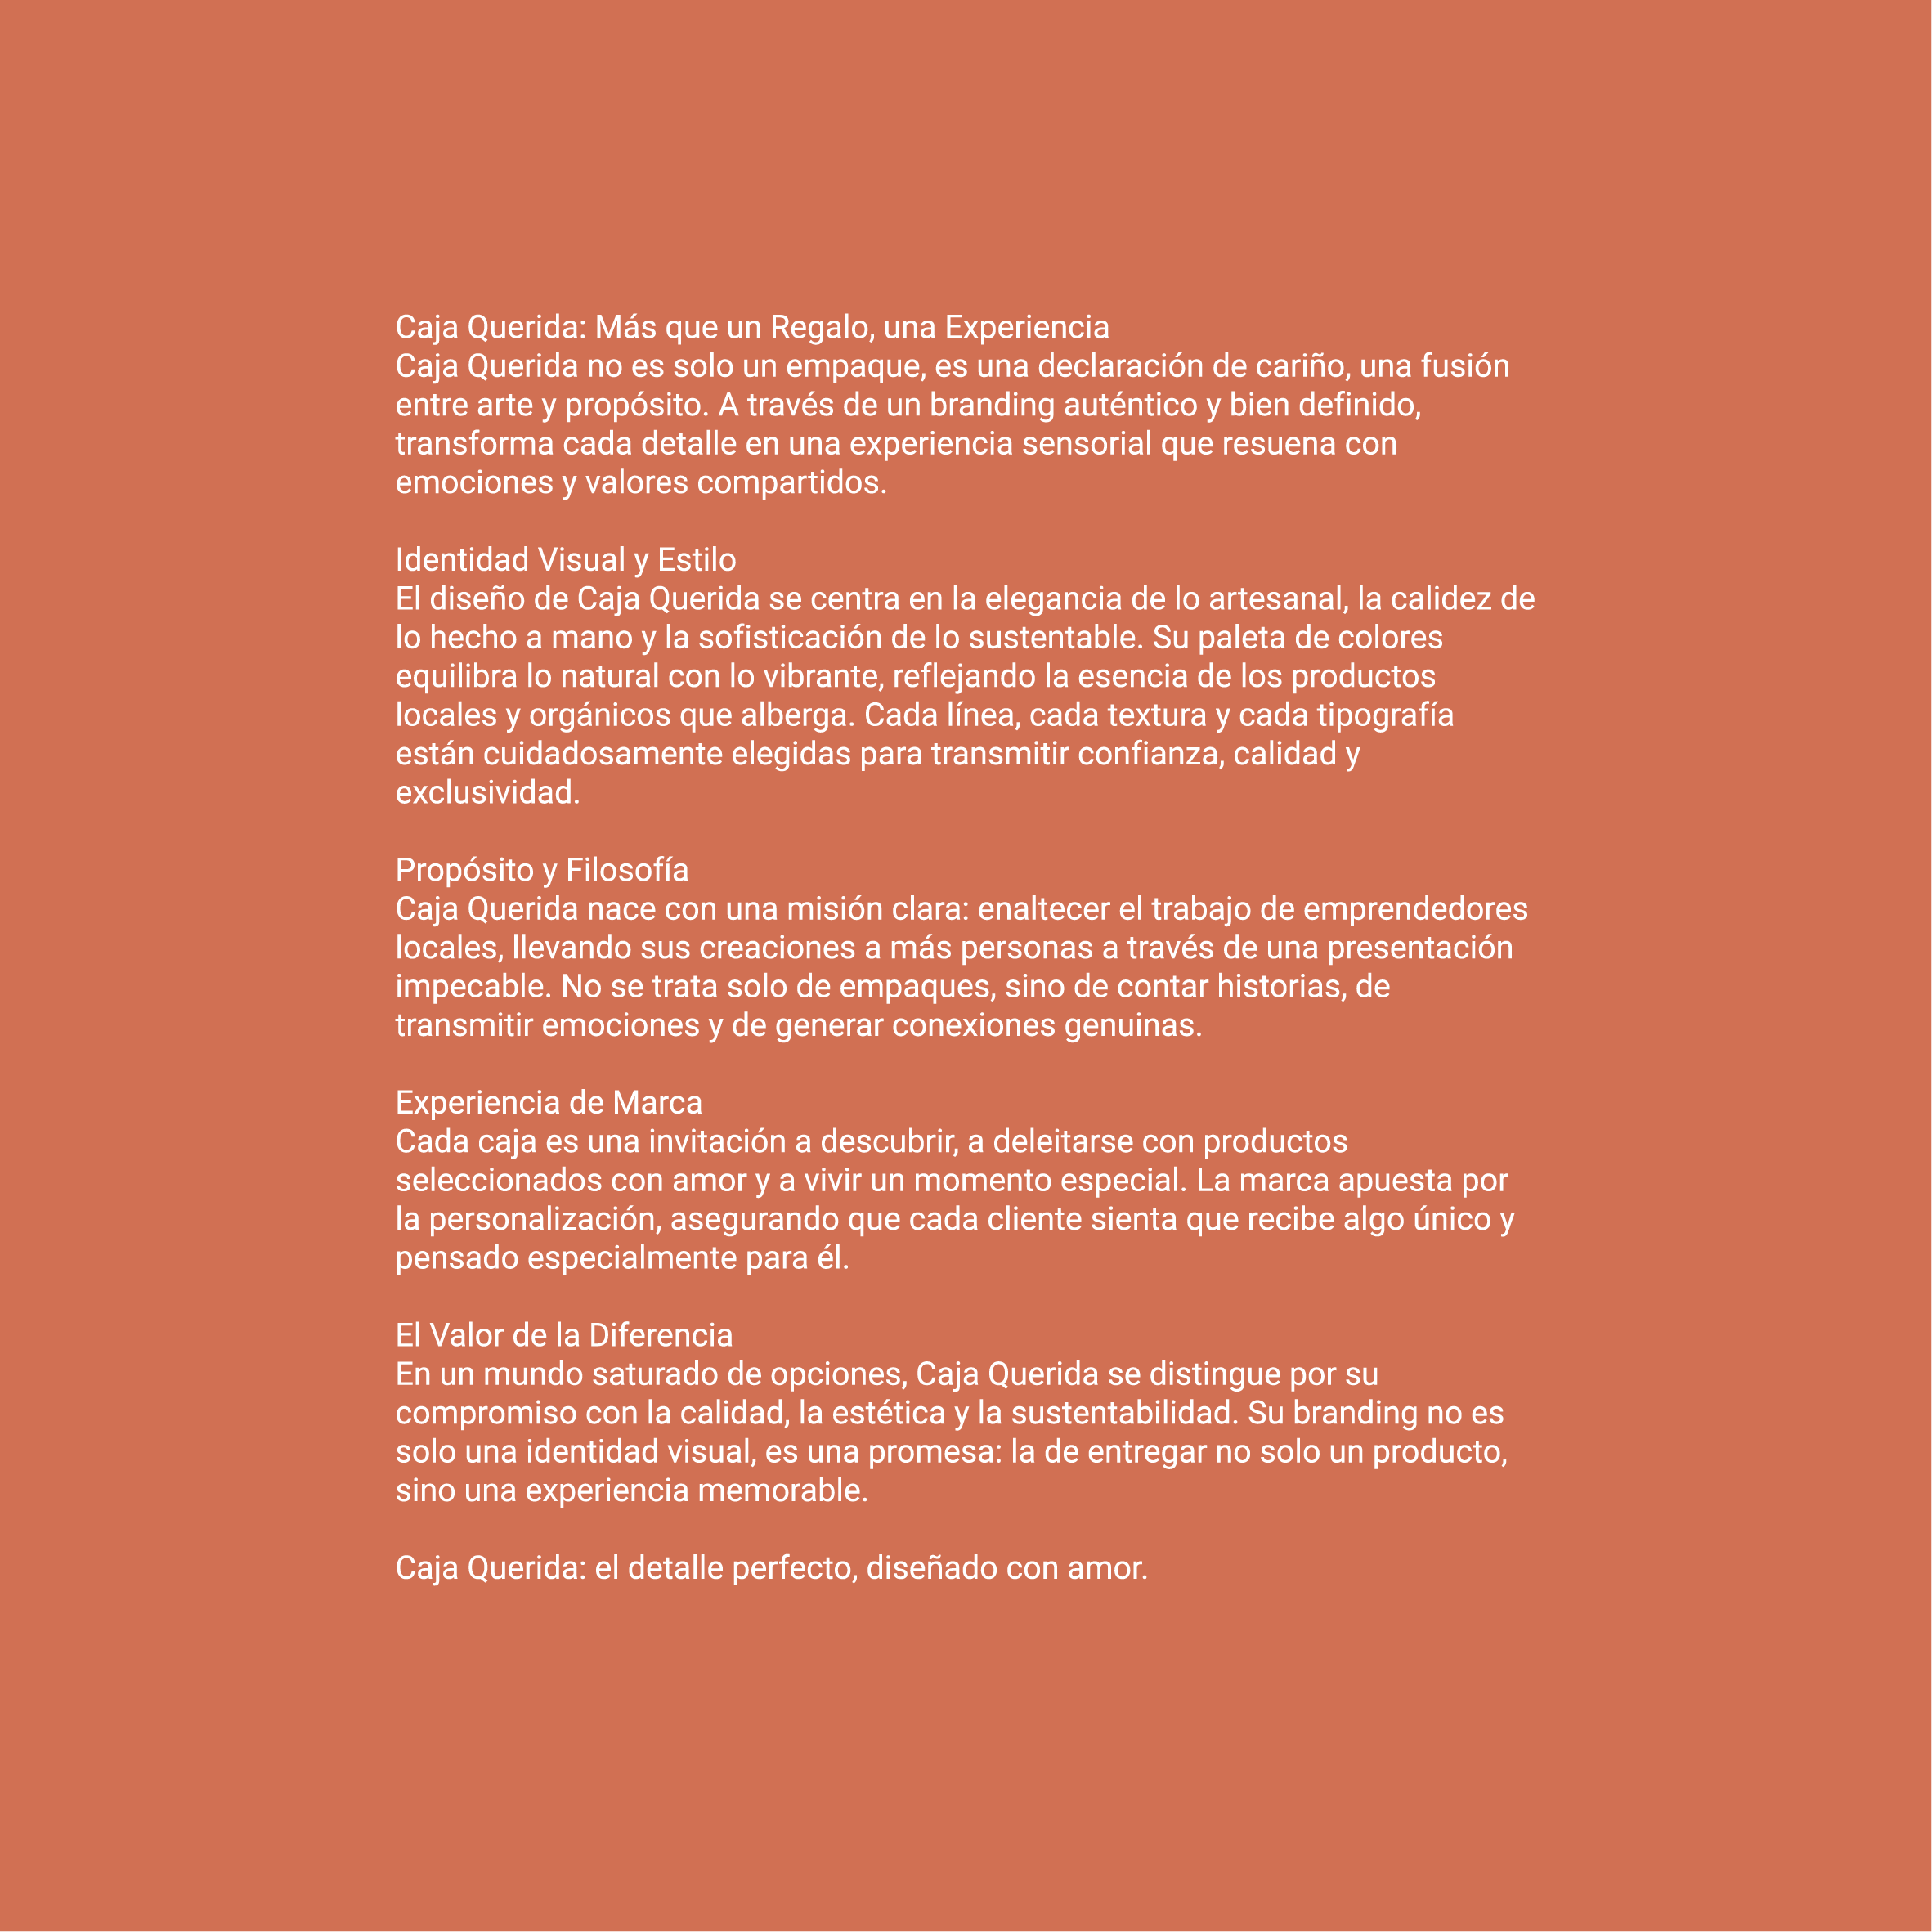 Caja Querida: Más que un Regalo, una Experiencia
Caja Querida no es solo un empaque, es una declaración de cariño, una fusión
entre arte y propósito. A través de un branding auténtico y bien definido,
transforma cada detalle en una experiencia sensorial que resuena con
emociones y valores compartidos.
Identidad Visual y Estilo
El diseño de Caja Querida se centra en la elegancia de lo artesanal, la calidez de
lo hecho a mano y la sofisticación de lo sustentable. Su paleta de colores
equilibra lo natural con lo vibrante, reflejando la esencia de los productos
locales y orgánicos que alberga. Cada línea, cada textura y cada tipografía
están cuidadosamente elegidas para transmitir confianza, calidad y
exclusividad.
Propósito y Filosofía
Caja Querida nace con una misión clara: enaltecer el trabajo de emprendedores
locales, llevando sus creaciones a más personas a través de una presentación
impecable. No se trata solo de empaques, sino de contar historias, de
transmitir emociones y de generar conexiones genuinas.
Experiencia de Marca
Cada caja es una invitación a descubrir, a deleitarse con productos
seleccionados con amor y a vivir un momento especial. La marca apuesta por
la personalización, asegurando que cada cliente sienta que recibe algo único y
pensado especialmente para él.
El Valor de la Diferencia
En un mundo saturado de opciones, Caja Querida se distingue por su
compromiso con la calidad, la estética y la sustentabilidad. Su branding no es
solo una identidad visual, es una promesa: la de entregar no solo un producto,
sino una experiencia memorable.
Caja Querida: el detalle perfecto, diseñado con amor.